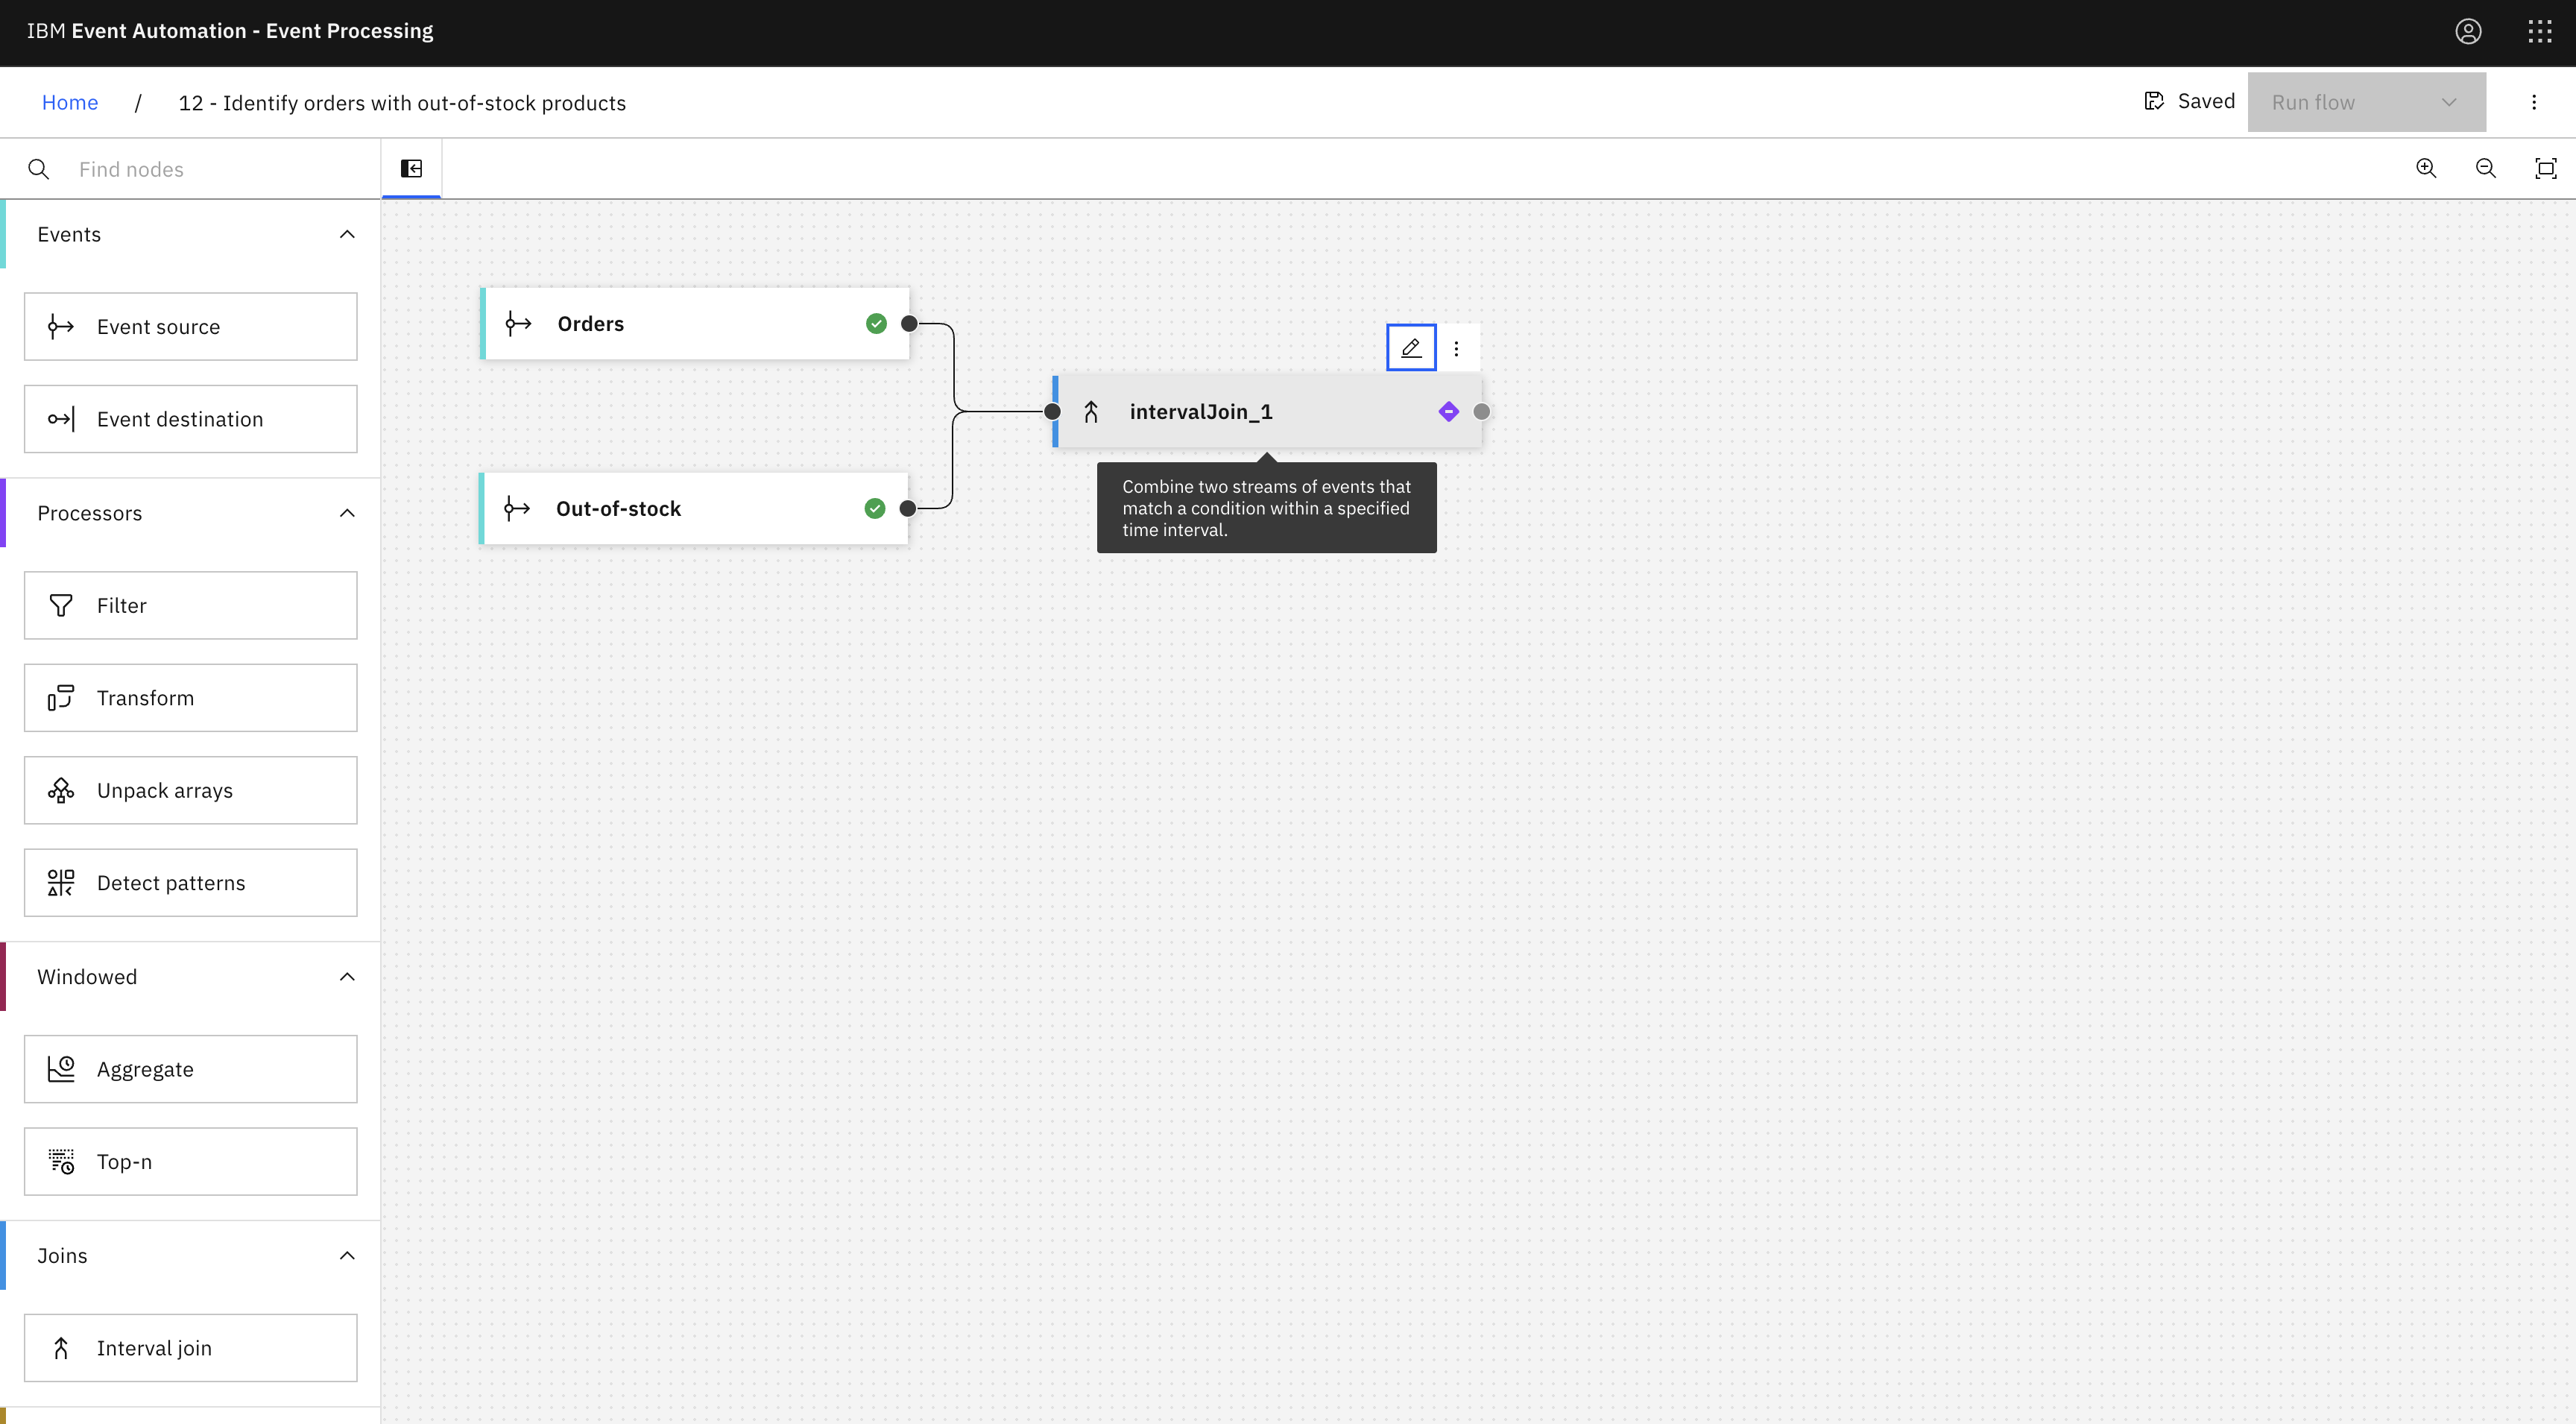 IBM Event Automation - Event Processing
Home / 12 - Identify orders with out-of-stock products
Saved
Run flow
Find nodes
Events
Event source
Event destination
Processors
Filter
Transform
Unpack arrays
Detect patterns
Windowed
Aggregate
Top-n
Joins
Interval join
Orders
Out-of-stock
intervalJoin_1
Combine two streams of events that
match a condition within a specified
time interval.